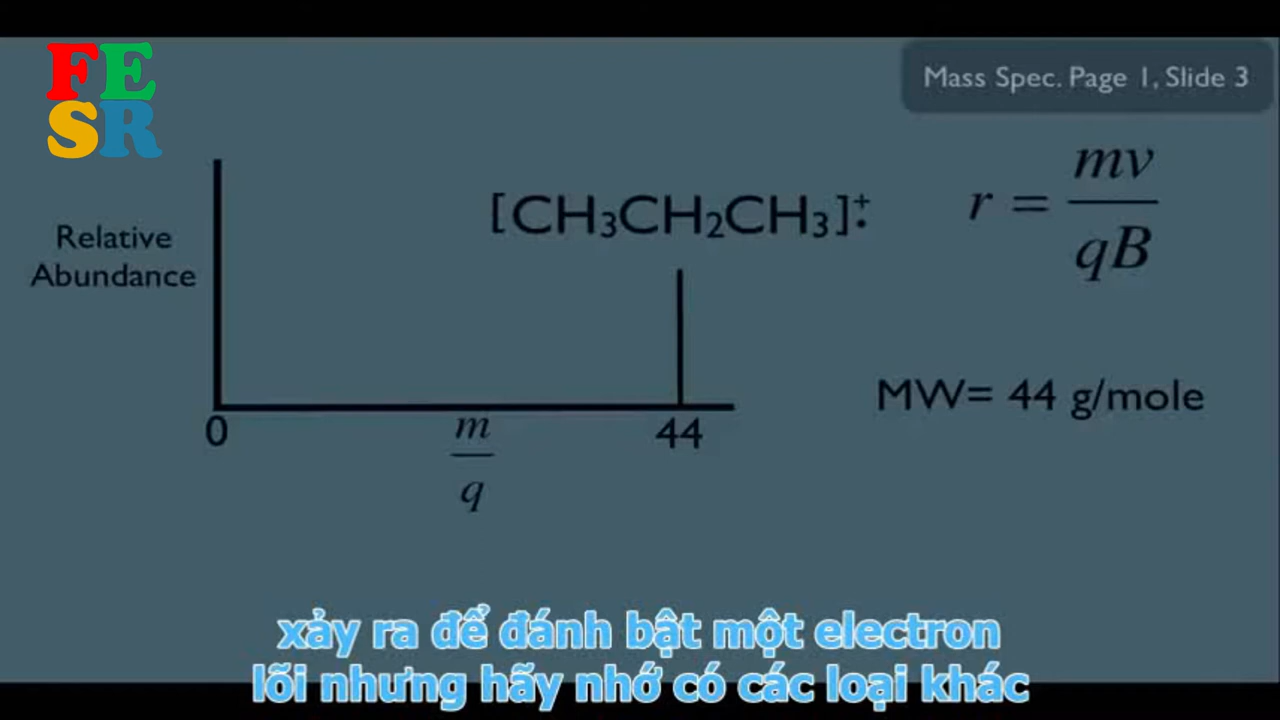 FE
SR
Mass Spec. Page 1, Slide 3
Relative
Abundance
[CH₃CH₂CH₃]⁺•
r = mv/qB
MW= 44 g/mole
0
m/q
44
xảy ra để đánh bật một electron
lõi nhưng hãy nhớ có các loại khác